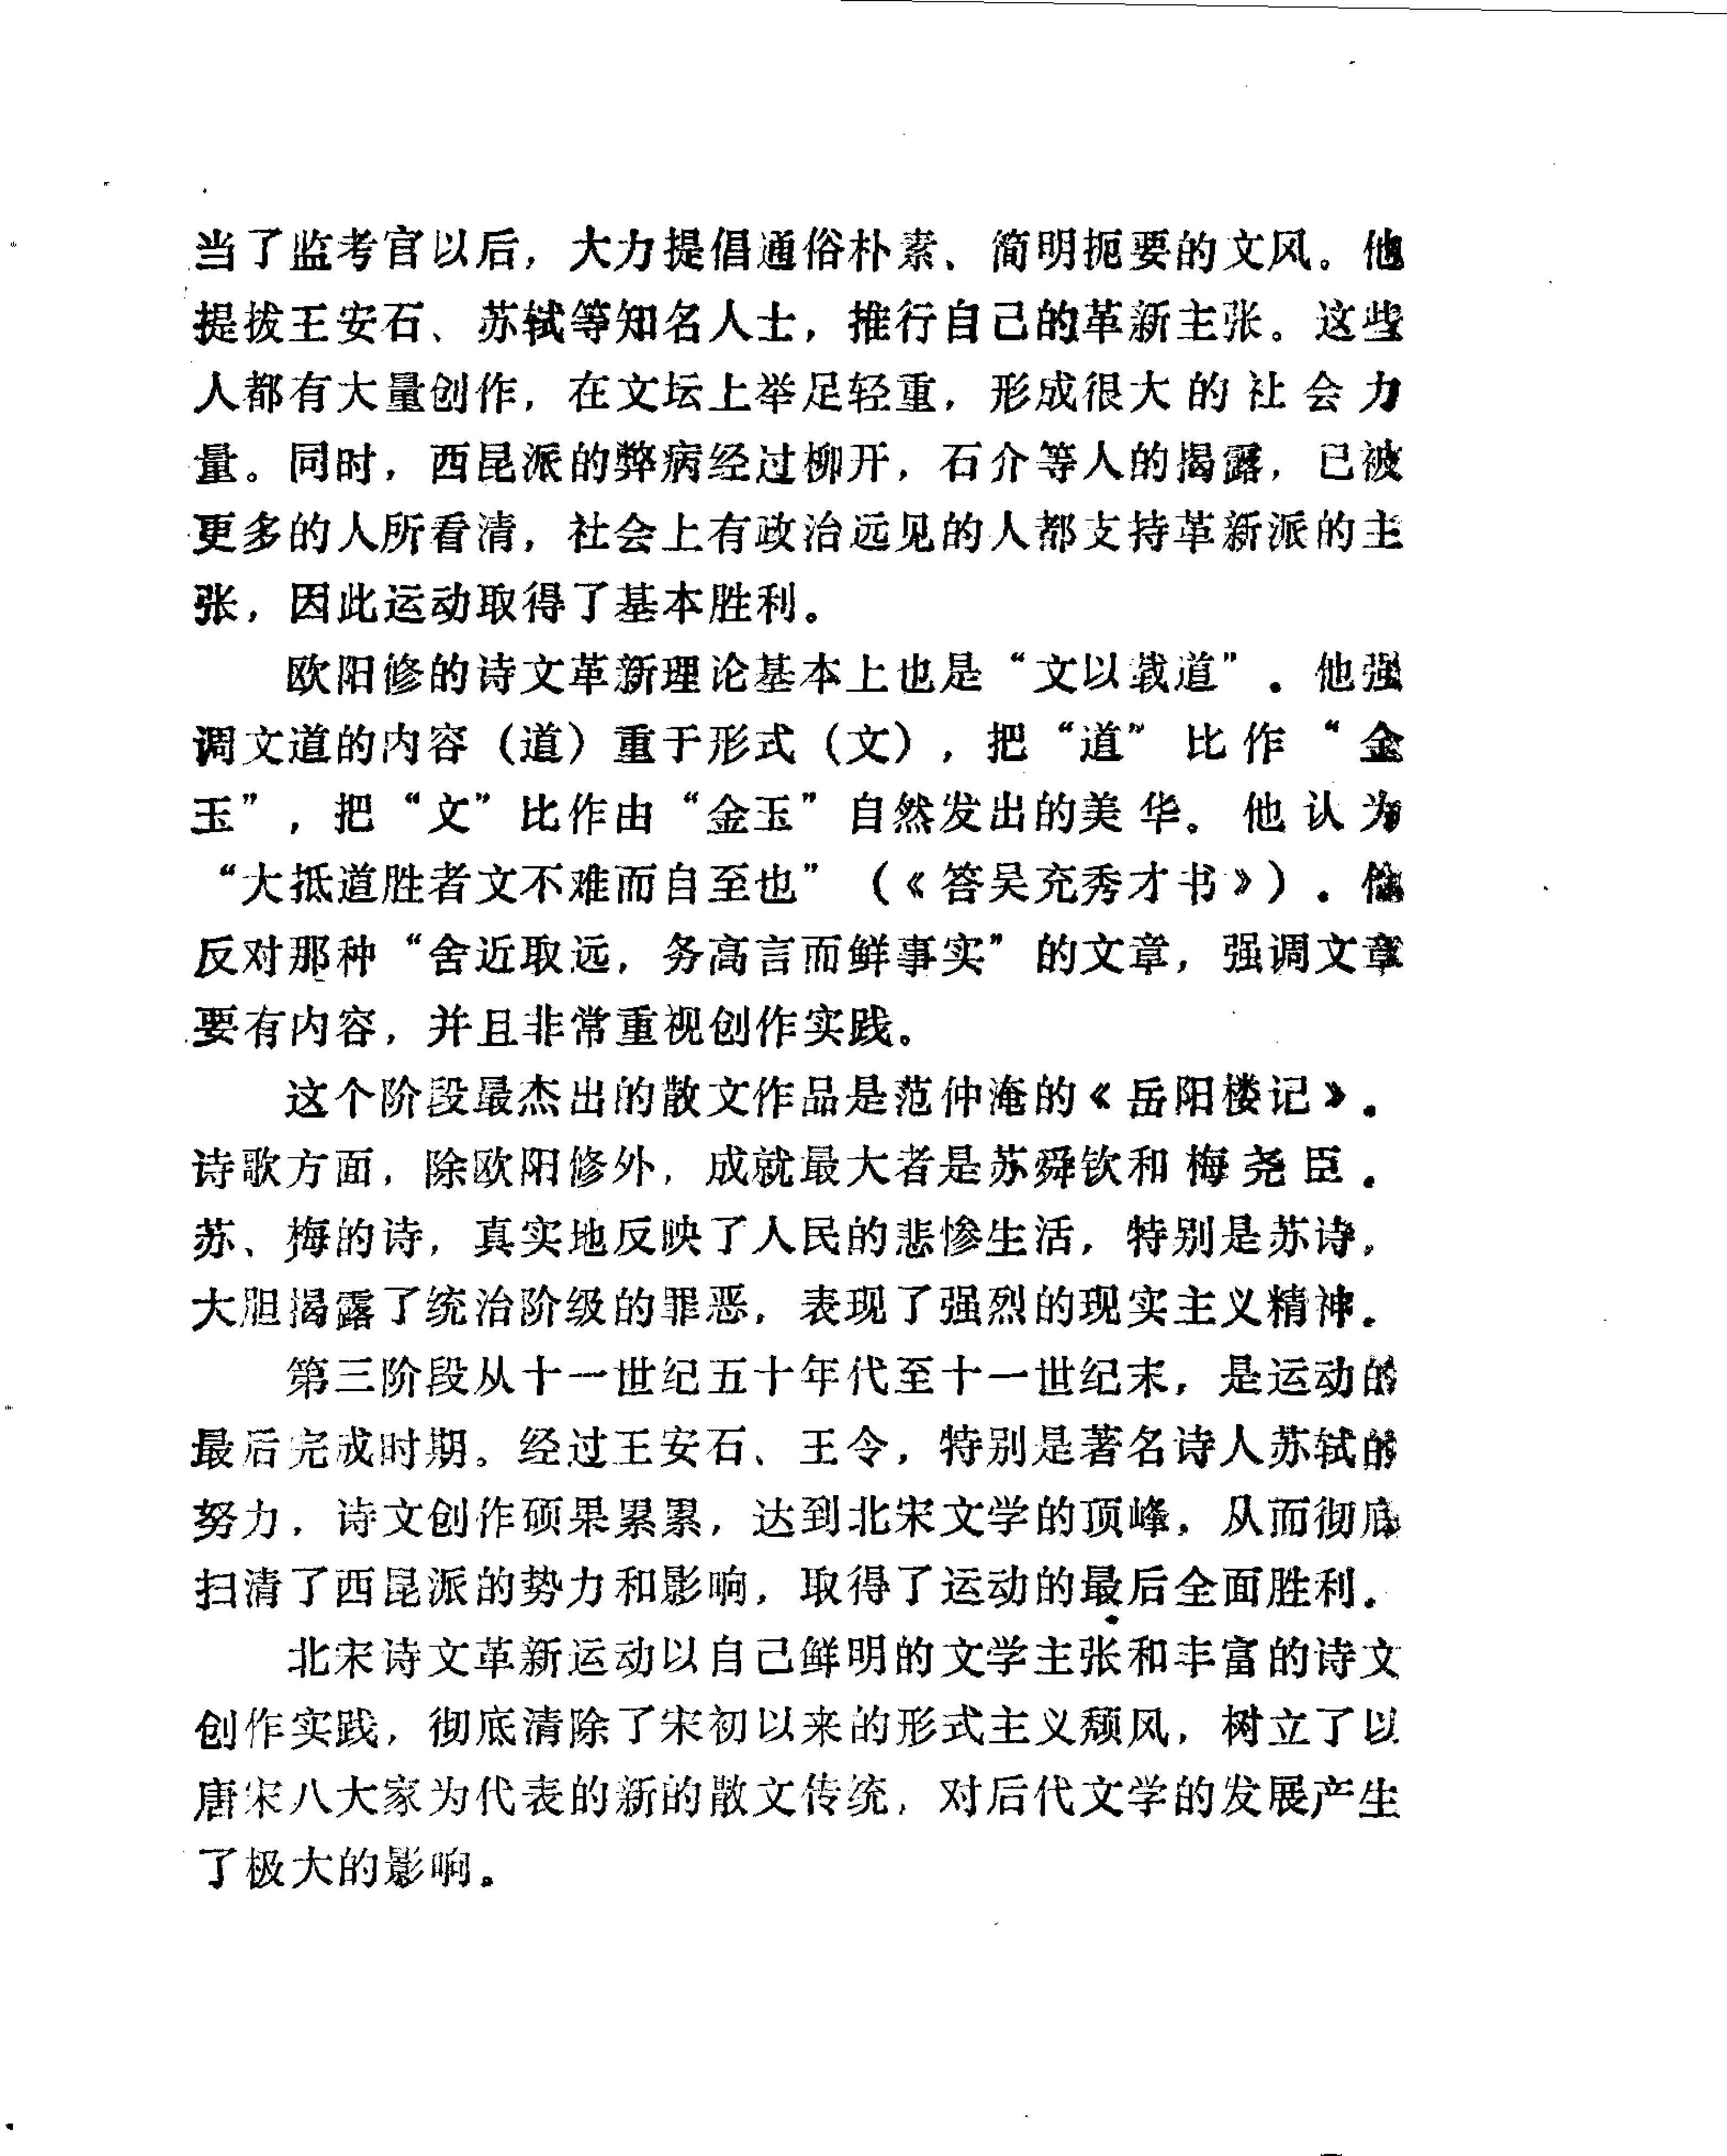 当了监考官以后，大力提倡通俗朴素、简明扼要的文风。他
提拔王安石、苏轼等知名人士，推行自己的革新主张。这些
人都有大量创作，在文坛上举足轻重，形成很大的社会力
量。同时，西昆派的弊病经过柳开，石介等人的揭露，已被
更多的人所看清，社会上有政治远见的人都支持革新派的主
张，因此运动取得了基本胜利。
欧阳修的诗文革新理论基本上也是“文以载道”。他强
调文道的内容（道）重于形式（文），把“道”比作“金
玉”，把“文”比作由“金玉”自然发出的美华。他认为
“大抵道胜者文不难而自至也”（《答吴充秀才书》）。他
反对那种“舍近取远，务高言而鲜事实”的文章，强调文章
要有内容，并且非常重视创作实践。
这个阶段最杰出的散文作品是范仲淹的《岳阳楼记》。
诗歌方面，除欧阳修外，成就最大者是苏舜钦和梅尧臣。
苏、梅的诗，真实地反映了人民的悲惨生活，特别是苏诗，
大胆揭露了统治阶级的罪恶，表现了强烈的现实主义精神。
第三阶段从十一世纪五十年代至十一世纪末，是运动的
最后完成时期。经过王安石、王令，特别是著名诗人苏轼的
努力，诗文创作硕果累累，达到北宋文学的顶峰，从而彻底
扫清了西昆派的势力和影响，取得了运动的最后全面胜利。
北宋诗文革新运动以自己鲜明的文学主张和丰富的诗文
创作实践，彻底清除了宋初以来的形式主义颓风，树立了以
唐宋八大家为代表的新的散文传统，对后代文学的发展产生
了极大的影响。